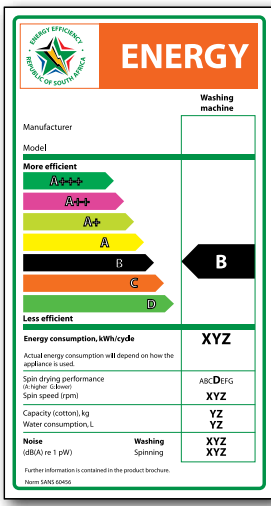 ENERGY EFFICIENCY
REPUBLIC OF SOUTH AFRICA
ENERGY
Washing
machine
Manufacturer
Model
More efficient
A+++
A++
A+
A
B
B
C
D
Less efficient
Energy consumption, kWh/cycle XYZ
Actual energy consumption will depend on how the
appliance is used.
Spin drying performance ABCDEFG
(A: higher G: lower)
Spin speed (rpm) XYZ
Capacity (cotton), kg YZ
Water consumption, L YZ
Noise Washing XYZ
(dB(A) re 1 pW) Spinning XYZ
Further information is contained in the product brochure.
Norm SANS 60456